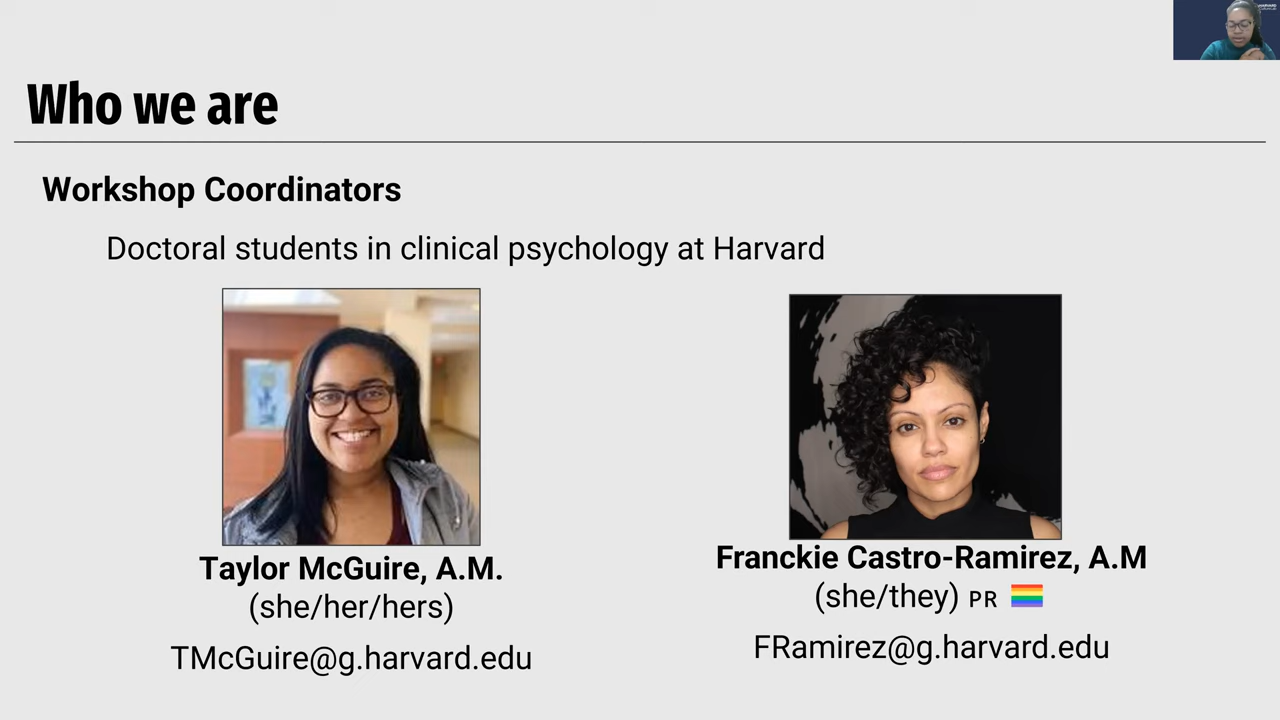 Who we are
Workshop Coordinators
Doctoral students in clinical psychology at Harvard
Taylor McGuire, A.M.
(she/her/hers)
TMcGuire@g.harvard.edu
Franckie Castro-Ramirez, A.M
(she/they) PR 🏳️‍🌈
FRamirez@g.harvard.edu